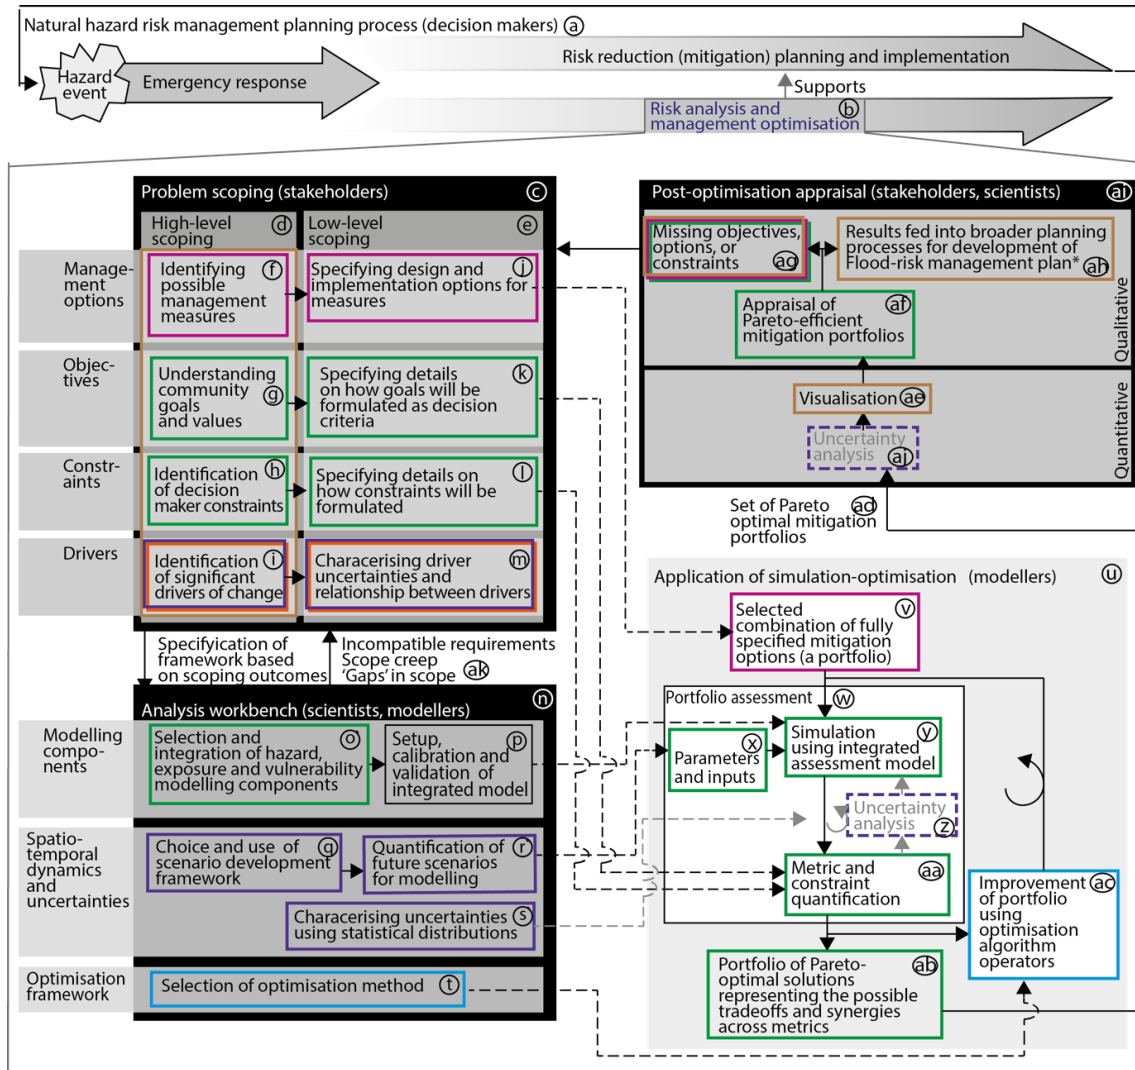 Natural hazard risk management planning process (decision makers) a
Hazard
event
Emergency response
Risk reduction (mitigation) planning and implementation
Supports
Risk analysis and b
management optimisation
Problem scoping (stakeholders) c
High-level d
scoping
Low-level e
scoping
Manage-
ment options
Identifying f
possible
management
measures
Specifying design and j
implementation options for
measures
Objec-
tives
Understanding
community
goals g
and values
Specifying details k
on how goals will be
formulated as decision
criteria
Constr-
aints
Identification h
of decision
maker constraints
Specifying details on l
how constraints will be
formulated
Drivers
Identification i
of significant
drivers of change
Characerising driver m
uncertainties and
relationship between drivers
Specifyication of
framework based
on scoping outcomes
Incompatible requirements
Scope creep
'Gaps' in scope ak
Analysis workbench (scientists, modellers) n
Modelling
compo-
nents
Selection and o
integration of hazard,
exposure and vulnerability
modelling components
Setup, p
calibration and
validation of
integrated model
Spatio-
temporal
dynamics
and
uncertainties
Choice and use of q
scenario development
framework
Quantification of r
future scenarios
for modelling
Characerising uncertainties s
using statistical distributions
Optimisation
framework
Selection of optimisation method t
Post-optimisation appraisal (stakeholders, scientists) ai
Missing objectives,
options, or
constraints ag
Results fed into broader planning
processes for development of
Flood-risk management plan* ah
Appraisal of af
Pareto-efficient
mitigation portfolios
Qualitative
Visualisation ae
Uncertainty
analysis aj
Quantitative
Set of Pareto ad
optimal mitigation
portfolios
Application of simulation-optimisation (modellers) u
Selected v
combination of fully
specified mitigation
options (a portfolio)
Portfolio assessment w
Parameters x
and inputs
Simulation y
using integrated
assessment model
Uncertainty
analysis z
Metric and aa
constraint
quantification
Improvement ac
of portfolio
using
optimisation
algorithm
operators
Portfolio of Pareto- ab
optimal solutions
representing the possible
tradeoffs and synergies
across metrics